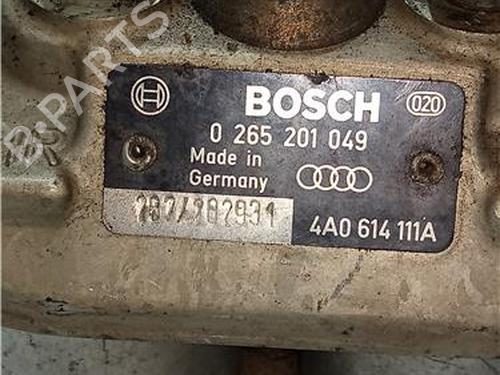 B-PARTS
BOSCH
020
0 265 201 049
Made in
Germany
4A0 614 111A